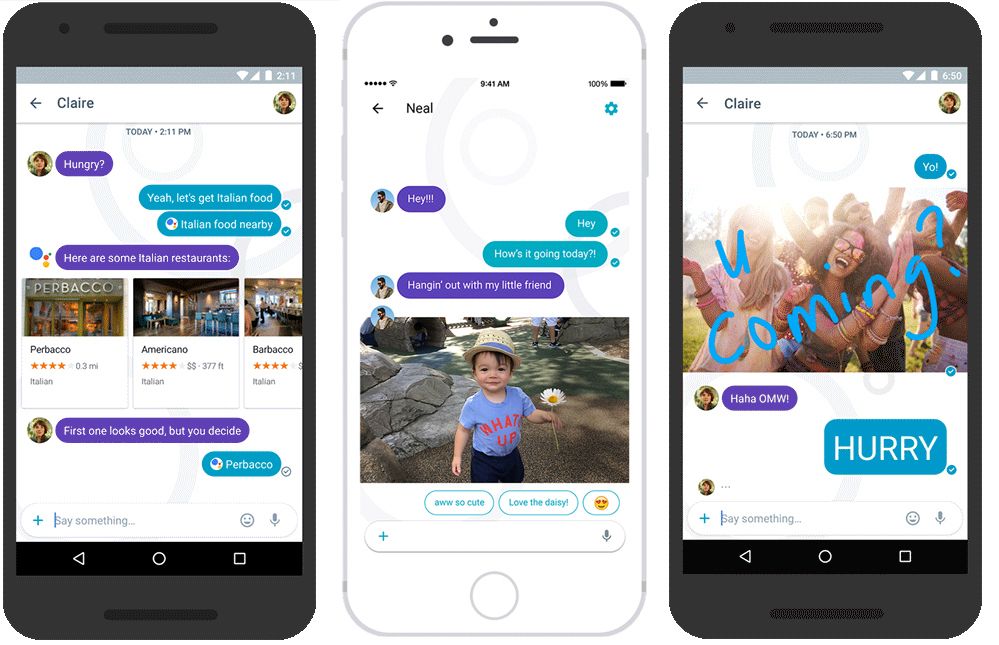 2:11
Claire
TODAY • 2:11 PM
Hungry?
Yeah, let's get Italian food
Italian food nearby
Here are some Italian restaurants:
PERBACCO
Perbacco
0.3 mi
Italian
Americano
$$ · 377 ft
Italian
Barbacco
$
Italian
First one looks good, but you decide
Perbacco
Say something...
9:41 AM
100%
Neal
Hey!!!
Hey
How's it going today?!
Hangin' out with my little friend
WHAT'S
UP
aww so cute
Love the daisy!
6:50
Claire
TODAY • 6:50 PM
Yo!
u
coming?
Haha OMW!
HURRY
...
Say something...